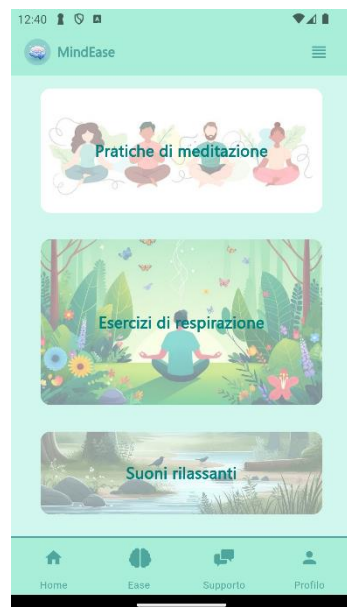 12:40
MindEase
Pratiche di meditazione
Esercizi di respirazione
Suoni rilassanti
Home Ease Supporto Profilo